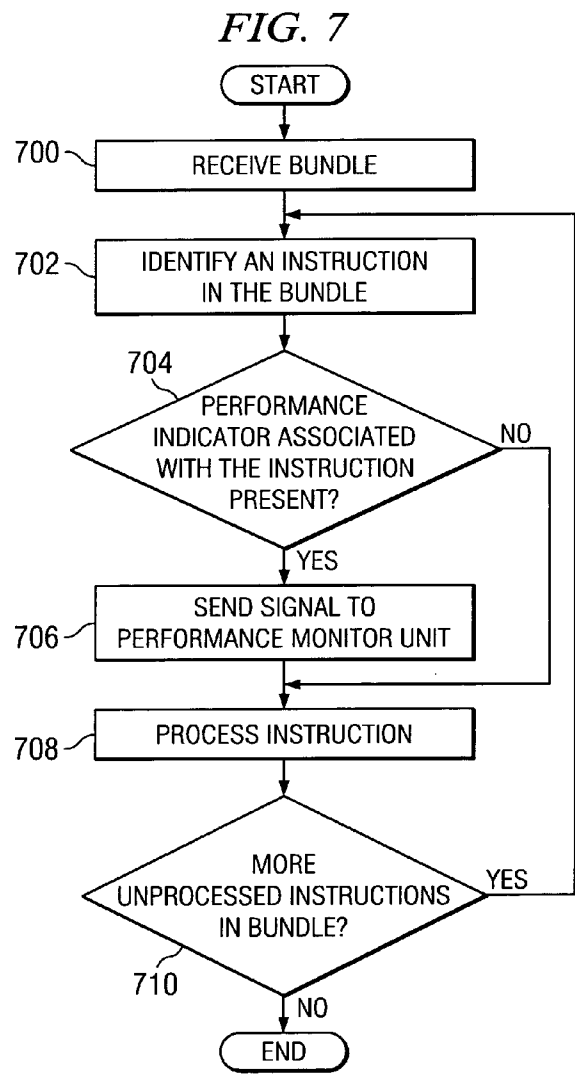 FIG. 7
START
700
RECEIVE BUNDLE
702
IDENTIFY AN INSTRUCTION
IN THE BUNDLE
704
PERFORMANCE
INDICATOR ASSOCIATED
WITH THE INSTRUCTION
PRESENT?
NO
YES
SEND SIGNAL TO
PERFORMANCE MONITOR UNIT
706
PROCESS INSTRUCTION
708
MORE
UNPROCESSED INSTRUCTIONS
IN BUNDLE?
YES
710
NO
END